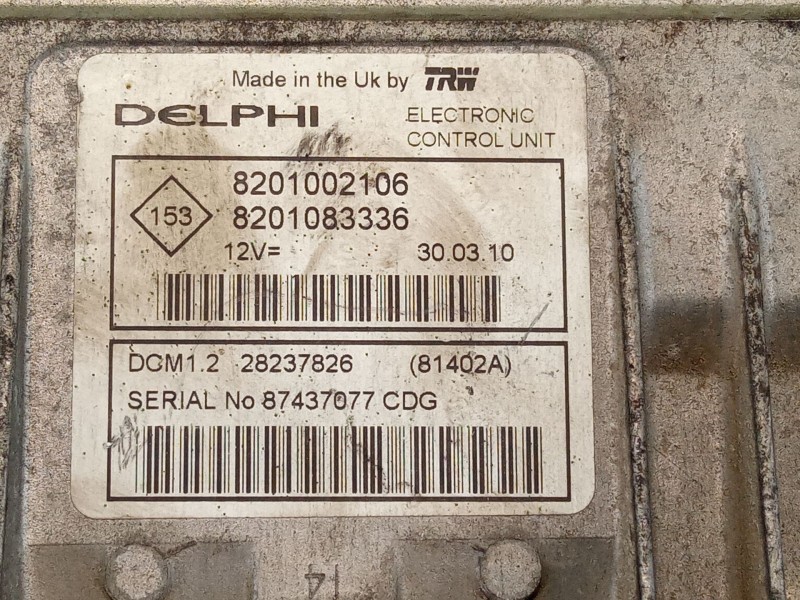 Made in the Uk by TRW
DELPHI
ELECTRONIC
CONTROL UNIT
153
8201002106
8201083336
12V=
30.03.10
DCM1.2 28237826 (81402A)
SERIAL No 87437077 CDG
14